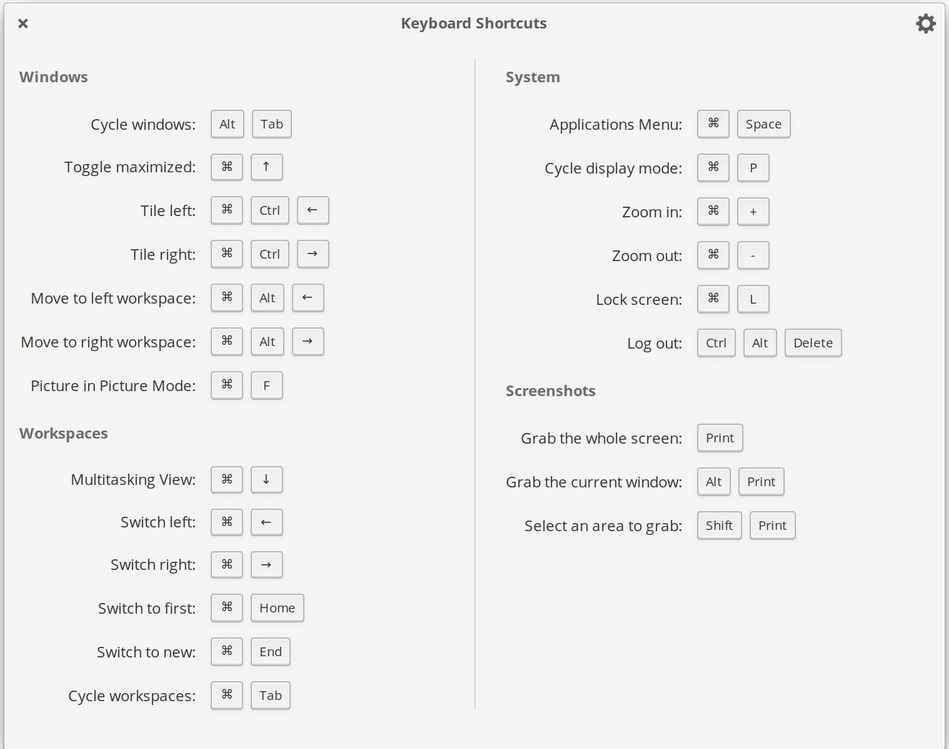 Keyboard Shortcuts
Windows
Cycle windows: Alt Tab
Toggle maximized: ⌘ ↑
Tile left: ⌘ Ctrl ←
Tile right: ⌘ Ctrl →
Move to left workspace: ⌘ Alt ←
Move to right workspace: ⌘ Alt →
Picture in Picture Mode: ⌘ F
Workspaces
Multitasking View: ⌘ ↓
Switch left: ⌘ ←
Switch right: ⌘ →
Switch to first: ⌘ Home
Switch to new: ⌘ End
Cycle workspaces: ⌘ Tab
System
Applications Menu: ⌘ Space
Cycle display mode: ⌘ P
Zoom in: ⌘ +
Zoom out: ⌘ -
Lock screen: ⌘ L
Log out: Ctrl Alt Delete
Screenshots
Grab the whole screen: Print
Grab the current window: Alt Print
Select an area to grab: Shift Print